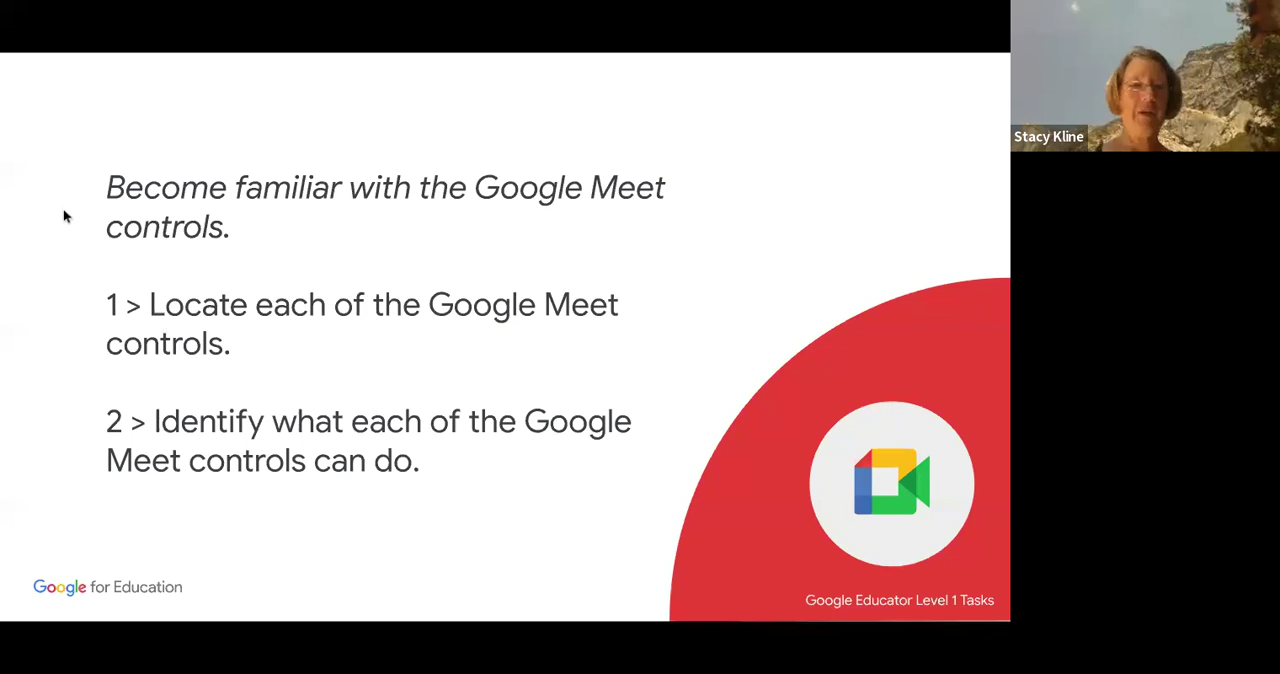 Stacy Kline
Become familiar with the Google Meet
controls.
1 > Locate each of the Google Meet
controls.
2 > Identify what each of the Google
Meet controls can do.
Google for Education
Google Educator Level 1 Tasks